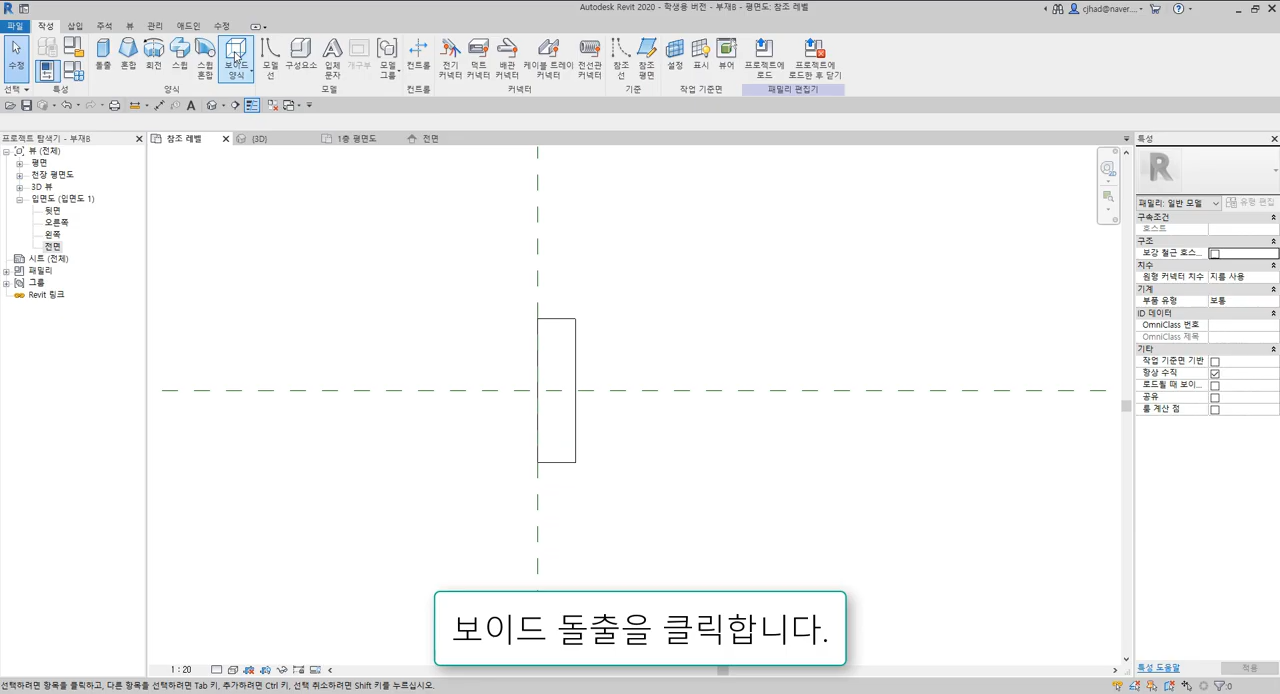 Autodesk Revit 2020 - 학생용 버전 - 부재B - 평면도: 참조 레벨
cjhad@naver....
파일 작성 삽입 주석 뷰 관리 애드인 수정
수정
돌출 혼합 회전 스윕 스윕 혼합 보이드 양식
모델 선 구성요소 모델 문자 개구부 모델 그룹
컨트롤
전기 커넥터 덕트 커넥터 배관 커넥터 케이블 트레이 커넥터 전선관 커넥터
참조 선 참조 평면
설정 표시 뷰어
프로젝트에 로드 프로젝트에 로드한 후 닫기
선택 특성 양식 모델 컨트롤 커넥터 기준 작업 기준면 패밀리 편집기
프로젝트 탐색기 - 부재B
참조 레벨 {3D} 1층 평면도 전면
특성
뷰 (전체)
평면
천장 평면도
3D 뷰
입면도 (입면도 1)
뒷면
오른쪽
왼쪽
전면
시트 (전체)
패밀리
그룹
Revit 링크
패밀리: 일반 모델 유형 편집
구속조건
호스트
구조
보강 철근 호스...
치수
원형 커넥터 치수 지름 사용
기계
부품 유형 보통
ID 데이터
OmniClass 번호
OmniClass 제목
기타
작업 기준면 기반
항상 수직
로드될 때 보이...
공유
룸 계산 점
보이드 돌출을 클릭합니다.
1 : 20
특성 도움말 적용
선택하려면 항목을 클릭하고, 다른 항목을 선택하려면 Tab 키, 추가하려면 Ctrl 키, 선택 취소하려면 Shift 키를 누르십시오.
:0